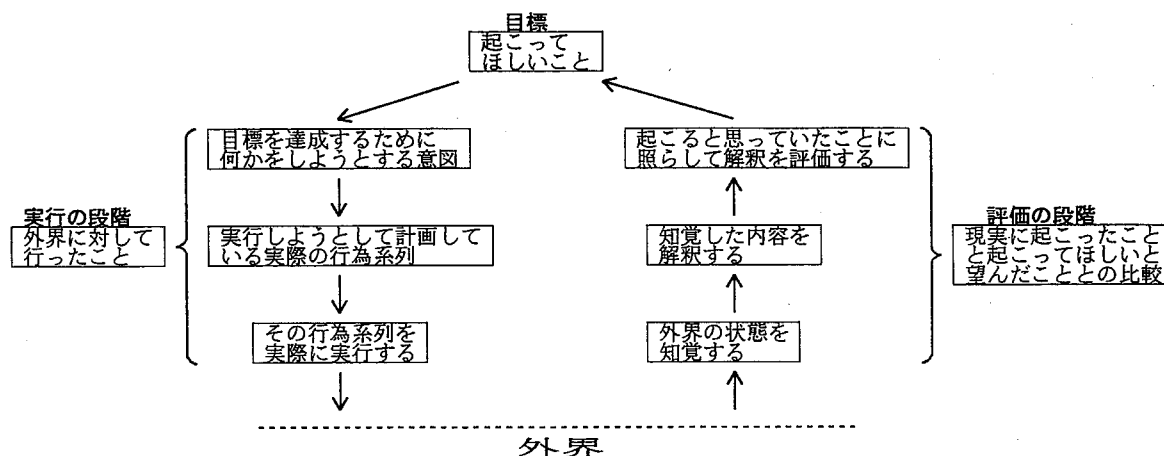 目標
起こって
ほしいこと
目標を達成するために
何かをしようとする意図
起こると思っていたことに
照らして解釈を評価する
実行の段階
外界に対して
行ったこと
実行しようとして計画して
いる実際の行為系列
知覚した内容を
解釈する
評価の段階
現実に起こったこと
と起こってほしいと
望んだこととの比較
その行為系列を
実際に実行する
外界の状態を
知覚する
外界